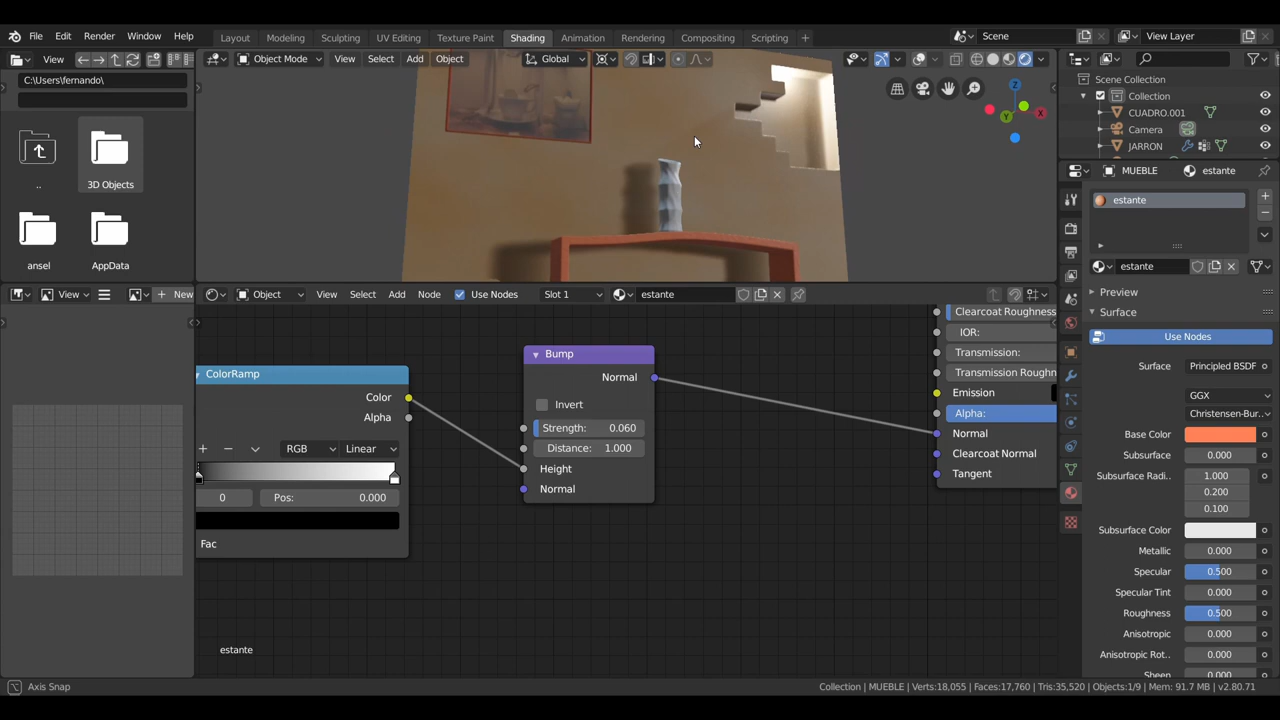 File Edit Render Window Help Layout Modeling Sculpting UV Editing Texture Paint Shading Animation Rendering Compositing Scripting + Scene View Layer
View Object Mode View Select Add Object Global
C:\Users\fernando\
Scene Collection
Collection
CUADRO.001
Camera
JARRON
Z
X
Y
..
3D Objects
ansel
AppData
MUEBLE estante
estante
estante
View New Object View Select Add Node Use Nodes Slot 1 estante
Preview
Surface
Use Nodes
Surface Principled BSDF
GGX
Christensen-Bur..
Base Color
Subsurface 0.000
Subsurface Radi.. 1.000
0.200
0.100
Subsurface Color
Metallic 0.000
Specular 0.500
Specular Tint 0.000
Roughness 0.500
Anisotropic 0.000
Anisotropic Rot.. 0.000
Sheen
ColorRamp
Color
Alpha
RGB Linear
0 Pos: 0.000
Fac
Bump
Normal
Invert
Strength: 0.060
Distance: 1.000
Height
Normal
Clearcoat Roughness
IOR:
Transmission:
Transmission Roughn
Emission
Alpha:
Normal
Clearcoat Normal
Tangent
estante
Axis Snap
Collection | MUEBLE | Verts:18,055 | Faces:17,760 | Tris:35,520 | Objects:1/9 | Mem: 91.7 MB | v2.80.71